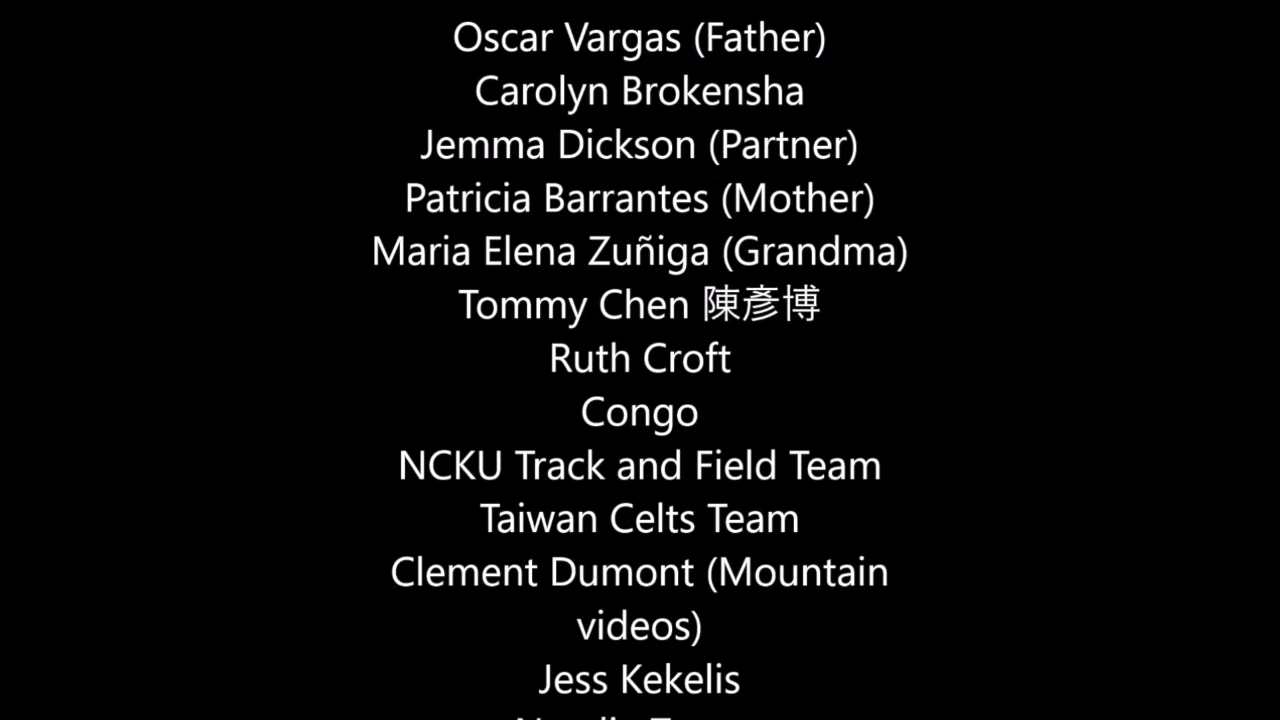 Oscar Vargas (Father)
Carolyn Brokensha
Jemma Dickson (Partner)
Patricia Barrantes (Mother)
Maria Elena Zuñiga (Grandma)
Tommy Chen 陳彥博
Ruth Croft
Congo
NCKU Track and Field Team
Taiwan Celts Team
Clement Dumont (Mountain
videos)
Jess Kekelis